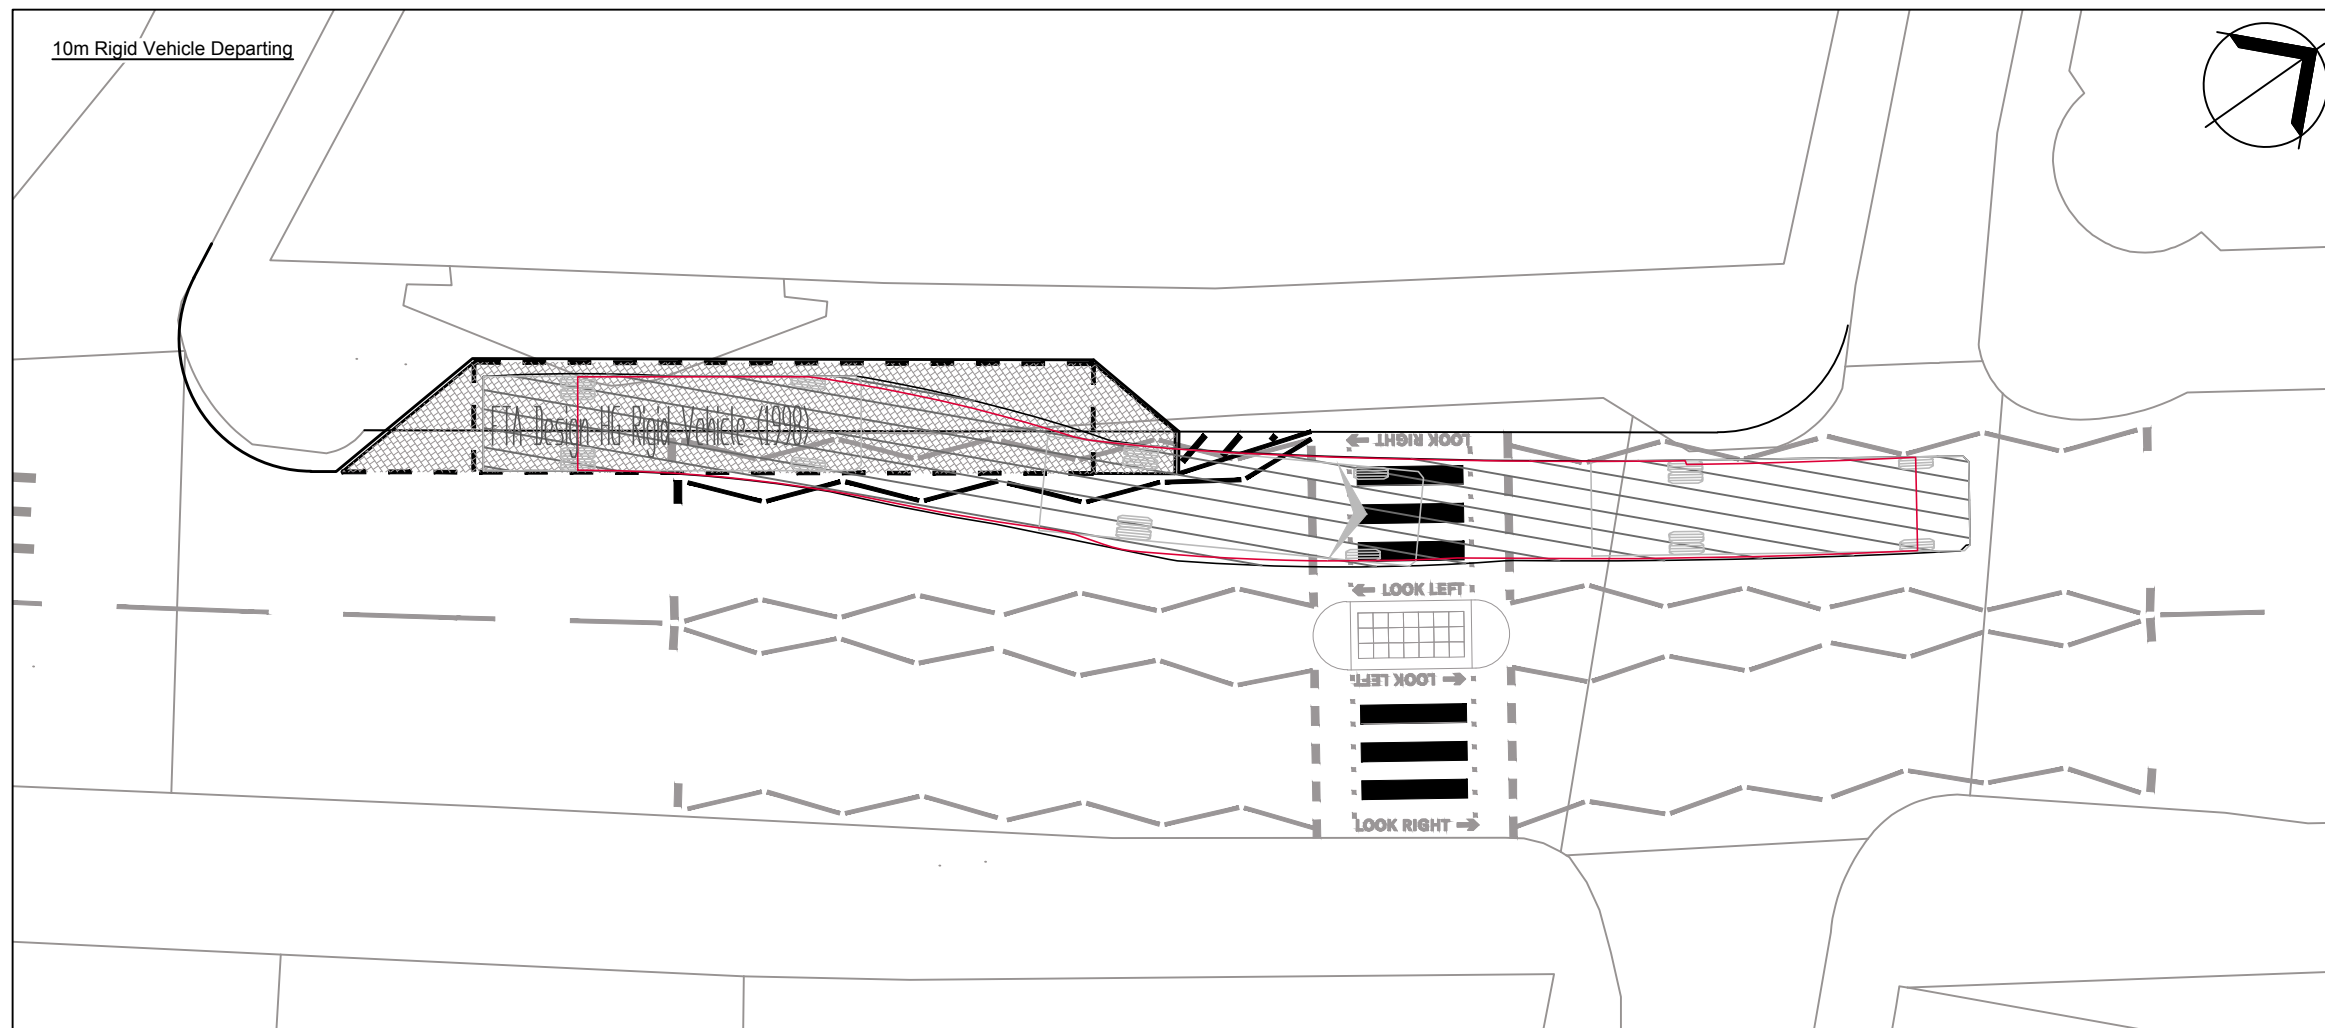 10m Rigid Vehicle Departing
FTA Design HG Rigid Vehicle (1998)
LOOK RIGHT
LOOK LEFT
LOOK LEFT
LOOK RIGHT